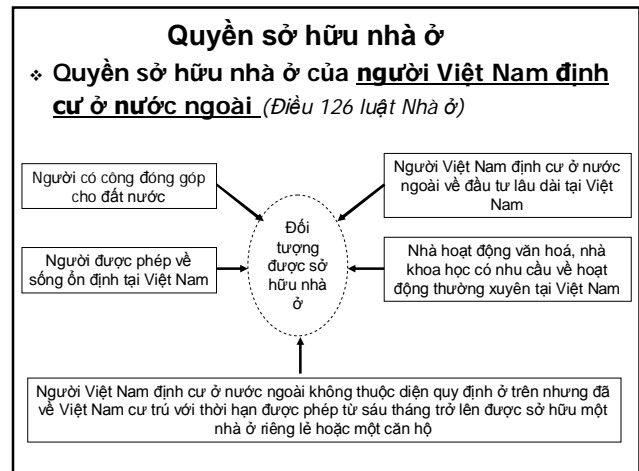 Quyền sở hữu nhà ở
❖ Quyền sở hữu nhà ở của người Việt Nam định
cư ở nước ngoài (Điều 126 luật Nhà ở)
Người có công đóng góp
cho đất nước
Người Việt Nam định cư ở nước
ngoài về đầu tư lâu dài tại Việt
Nam
Đối
tượng
được sở
hữu nhà
ở
Người được phép về
sống ổn định tại Việt Nam
Nhà hoạt động văn hoá, nhà
khoa học có nhu cầu về hoạt
động thường xuyên tại Việt Nam
Người Việt Nam định cư ở nước ngoài không thuộc diện quy định ở trên nhưng đã
về Việt Nam cư trú với thời hạn được phép từ sáu tháng trở lên được sở hữu một
nhà ở riêng lẻ hoặc một căn hộ